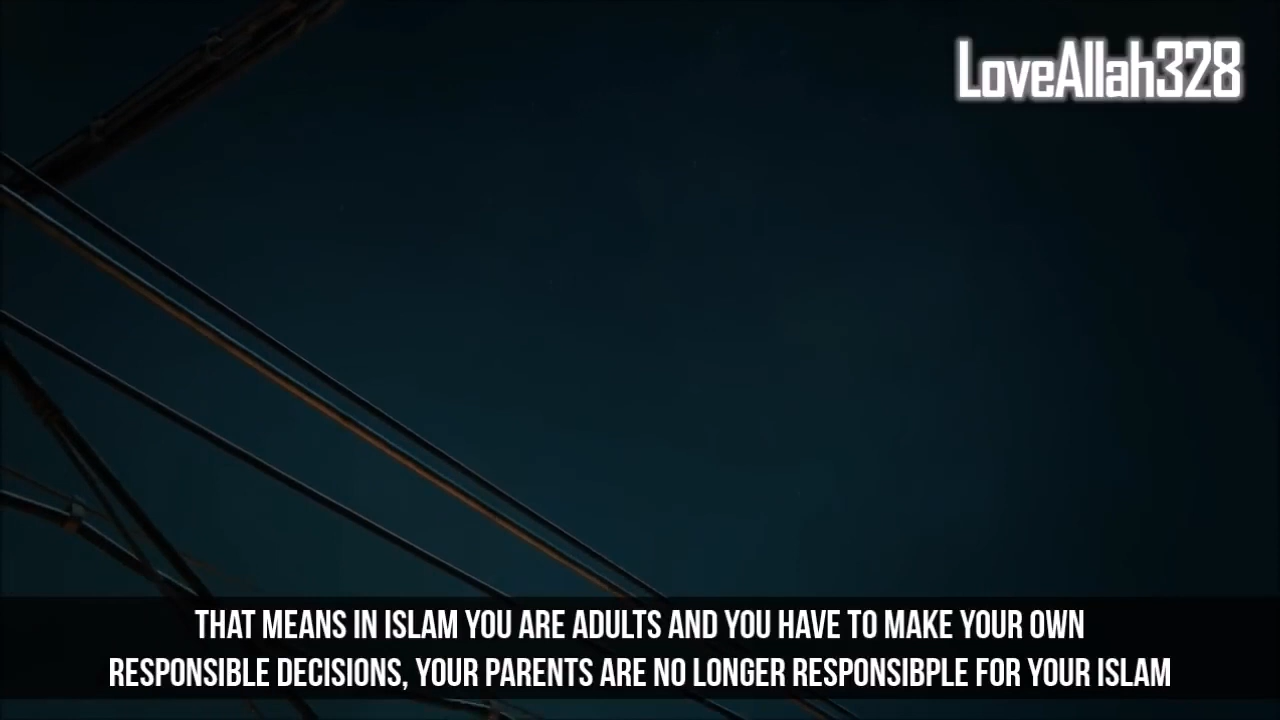 LoveAllah328
THAT MEANS IN ISLAM YOU ARE ADULTS AND YOU HAVE TO MAKE YOUR OWN
RESPONSIBLE DECISIONS, YOUR PARENTS ARE NO LONGER RESPONSIBPLE FOR YOUR ISLAM